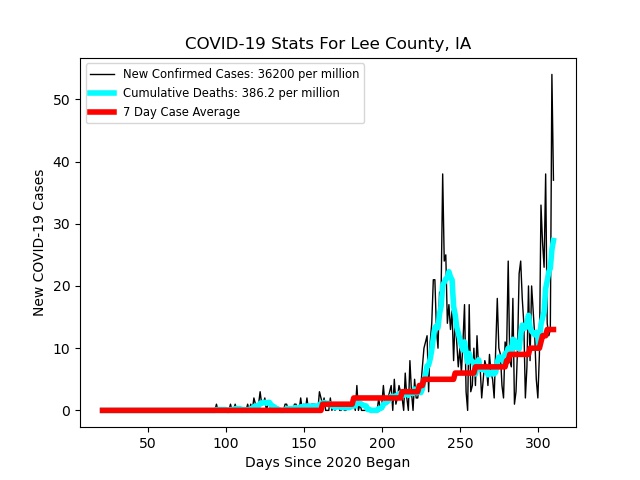 COVID-19 Stats For Lee County, IA
New Confirmed Cases: 36200 per million
Cumulative Deaths: 386.2 per million
7 Day Case Average
50
40
30
20
10
0
New COVID-19 Cases
50 100 150 200 250 300
Days Since 2020 Began